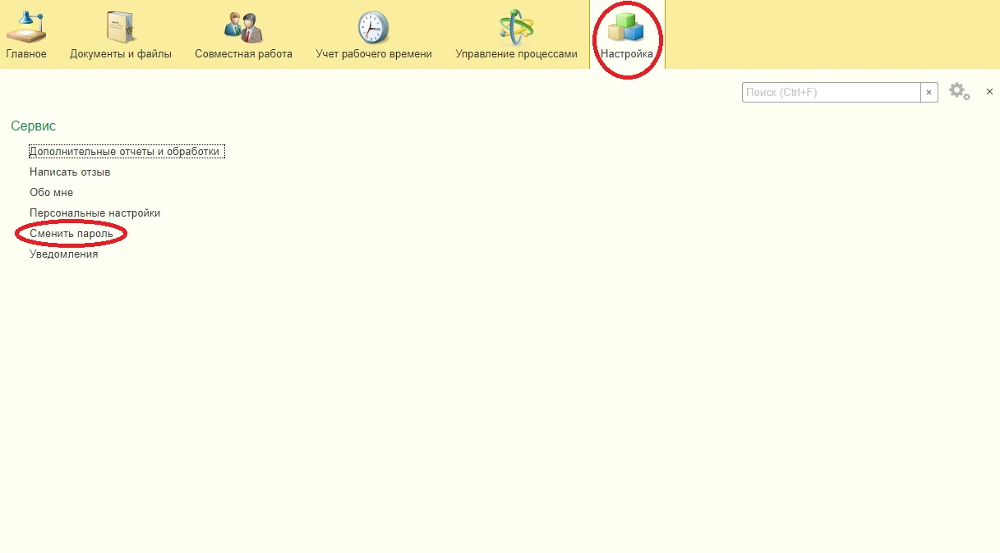 Главное Документы и файлы Совместная работа Учет рабочего времени Управление процессами Настройка
Поиск (Ctrl+F) ×
Сервис
Дополнительные отчеты и обработки
Написать отзыв
Обо мне
Персональные настройки
Сменить пароль
Уведомления